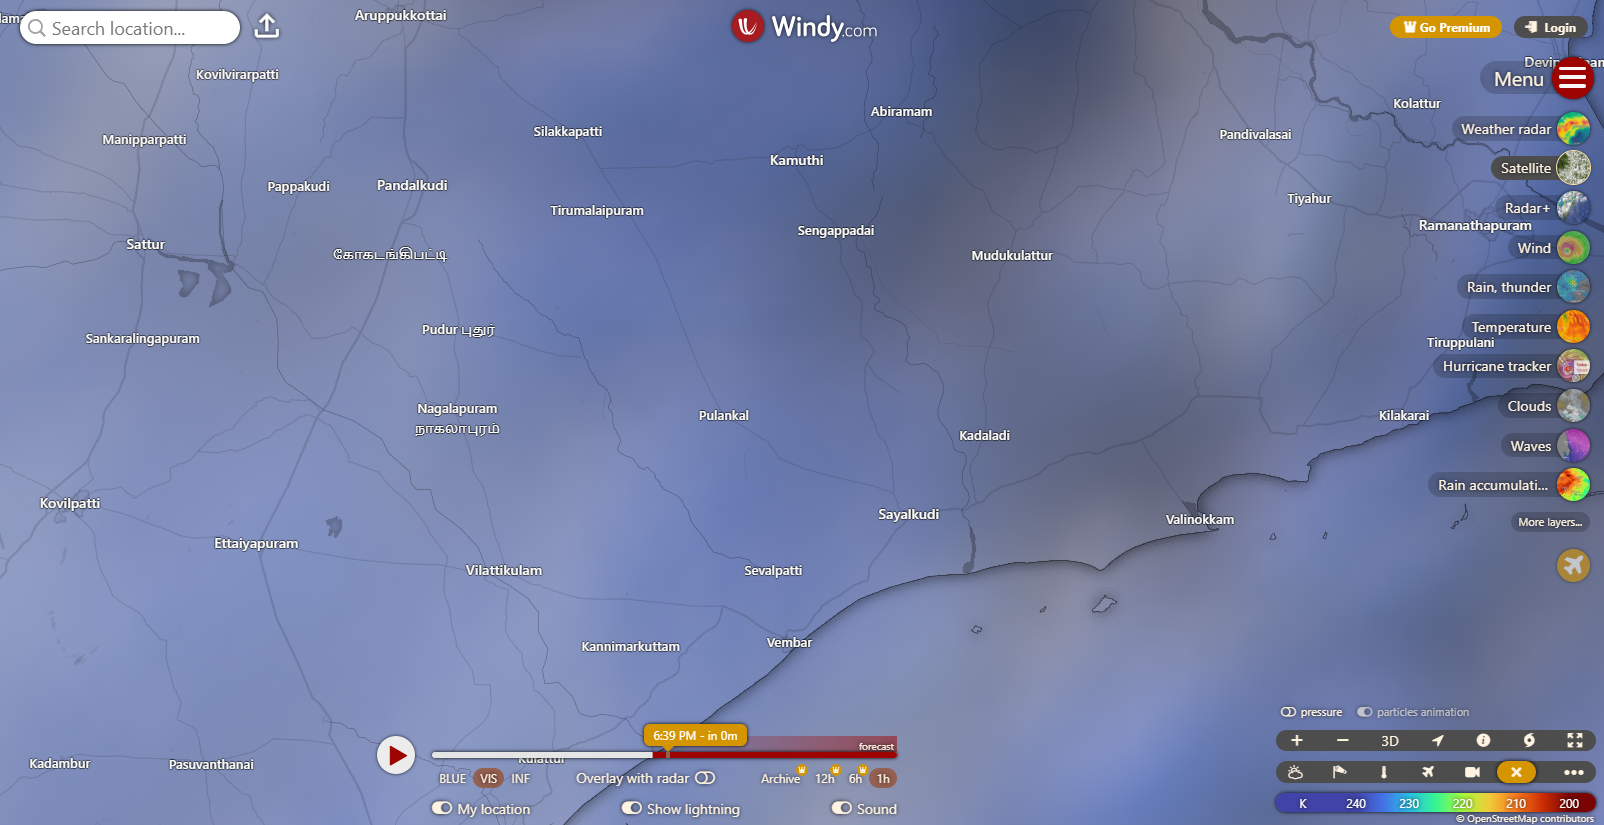 Aruppukkottai
Search location...
Windy.com
Go Premium
Login
Kovilvirarpatti
Menu
Kolattur
Abiramam
Weather radar
Silakkapatti
Pandivalasai
Manipparpatti
Kamuthi
Satellite
Pappakudi
Pandalkudi
Tiyahur
Radar+
Tirumalaipuram
Ramanathapuram
Sengappadai
Sattur
Wind
கோகடங்கிபட்டி
Mudukulattur
Rain, thunder
Pudur புதுர்
Temperature
Sankaralingapuram
Tiruppulani
Hurricane tracker
Nagalapuram
நாகலாபுரம்
Clouds
Pulankal
Kilakarai
Kadaladi
Waves
Rain accumulati...
Kovilpatti
Sayalkudi
Valinokkam
More layers...
Ettaiyapuram
Vilattikulam
Sevalpatti
Kannimarkuttam
Vembar
pressure
particles animation
6:39 PM - in 0m
forecast
3D
Kulattur
Kadambur
Pasuvanthanai
BLUE VIS INF
Overlay with radar
Archive 12h 6h 1h
My location
Show lightning
Sound
K 240 230 220 210 200
© OpenStreetMap contributors